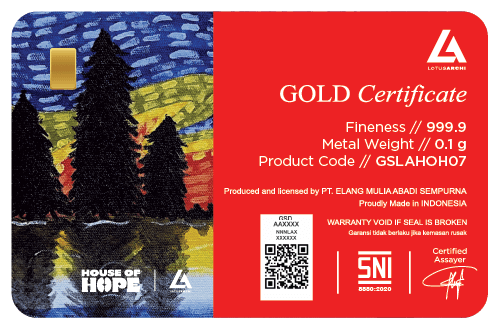 LOTUSARCHI
GOLD Certificate
Fineness // 999.9
Metal Weight // 0.1 g
Product Code // GSLAHOH07
Produced and licensed by PT. ELANG MULIA ABADI SEMPURNA
Proudly Made in INDONESIA
GSD
AAXXXX
NNNLAX
XXXXXX
WARRANTY VOID IF SEAL IS BROKEN
Garansi tidak berlaku jika kemasan rusak
SNI
8880:2020
Certified
Assayer
HOUSE OF
HOPE
LOTUSARCHI